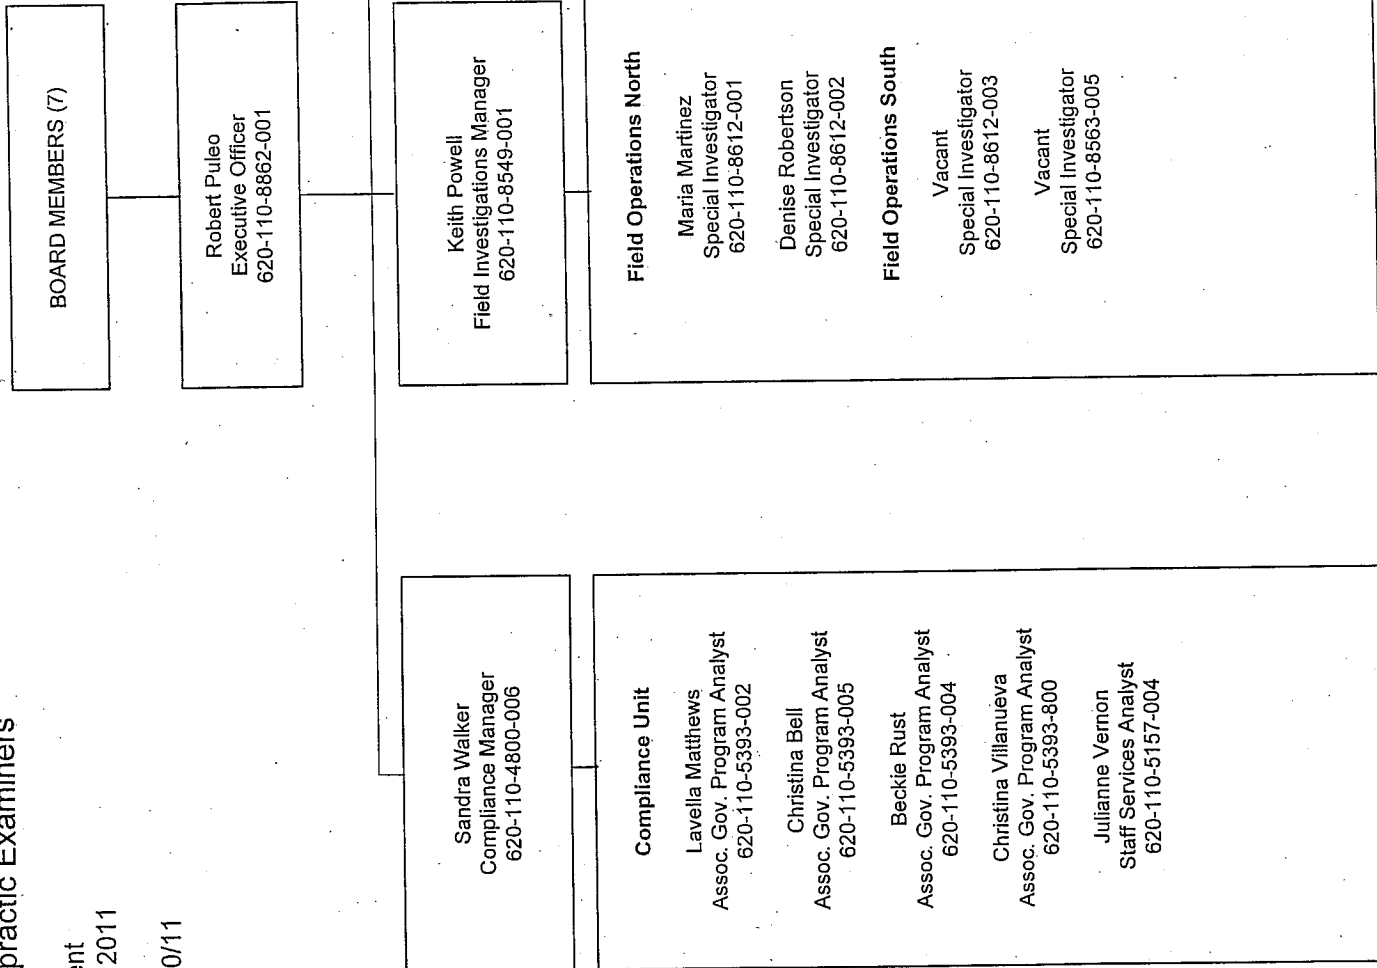 practic Examiners
ent
2011
0/11
BOARD MEMBERS (7)
Robert Puleo
Executive Officer
620-110-8862-001
Sandra Walker
Compliance Manager
620-110-4800-006
Keith Powell
Field Investigations Manager
620-110-8549-001
Compliance Unit
Lavella Matthews
Assoc. Gov. Program Analyst
620-110-5393-002
Christina Bell
Assoc. Gov. Program Analyst
620-110-5393-005
Beckie Rust
Assoc. Gov. Program Analyst
620-110-5393-004
Christina Villanueva
Assoc. Gov. Program Analyst
620-110-5393-800
Julianne Vernon
Staff Services Analyst
620-110-5157-004
Field Operations North
Maria Martinez
Special Investigator
620-110-8612-001
Denise Robertson
Special Investigator
620-110-8612-002
Field Operations South
Vacant
Special Investigator
620-110-8612-003
Vacant
Special Investigator
620-110-8563-005